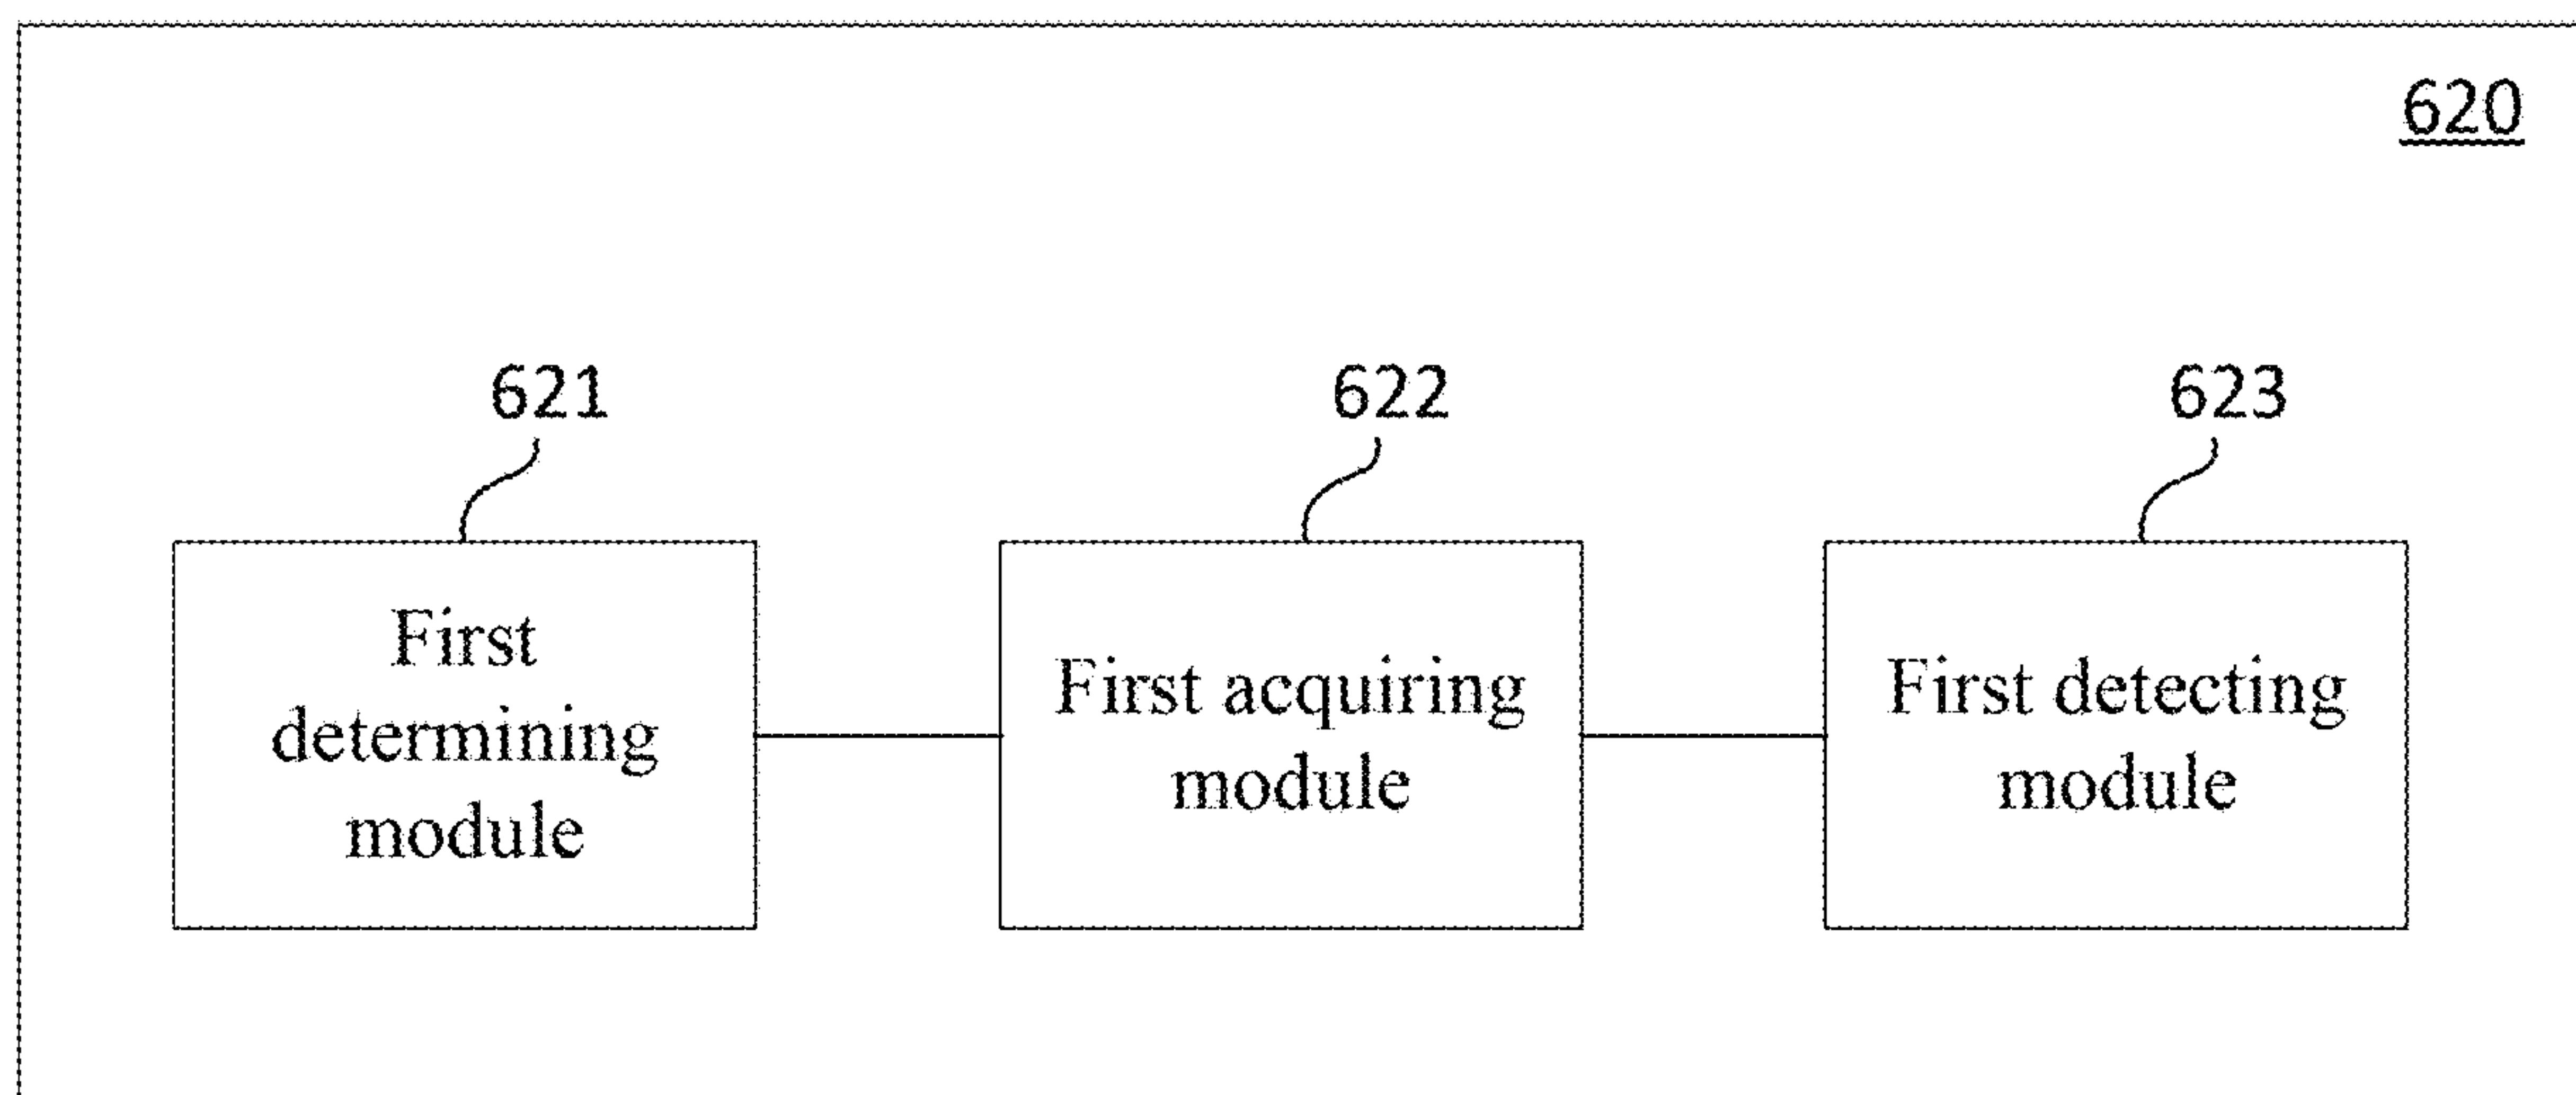 620
621
622
623
First
determining
module
First acquiring
module
First detecting
module